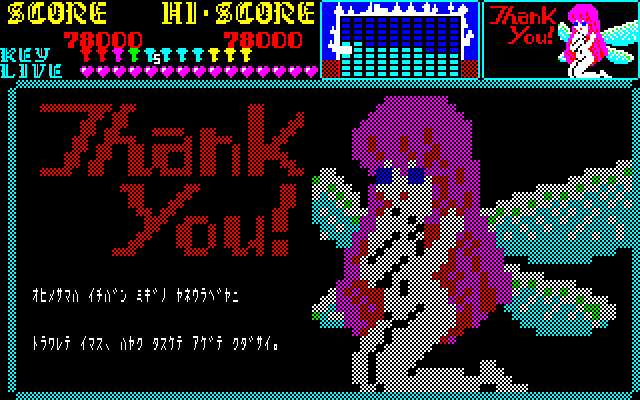 SCORE HI·SCORE
78000 78000
KEY 5
LIVE
Thank
You!
Thank
You!
オヒメサマハ イチバン ミギノ ヤネウラベヤニ
トラワレテ イマス、ハヤク タスケテ アゲテ クダサイ。